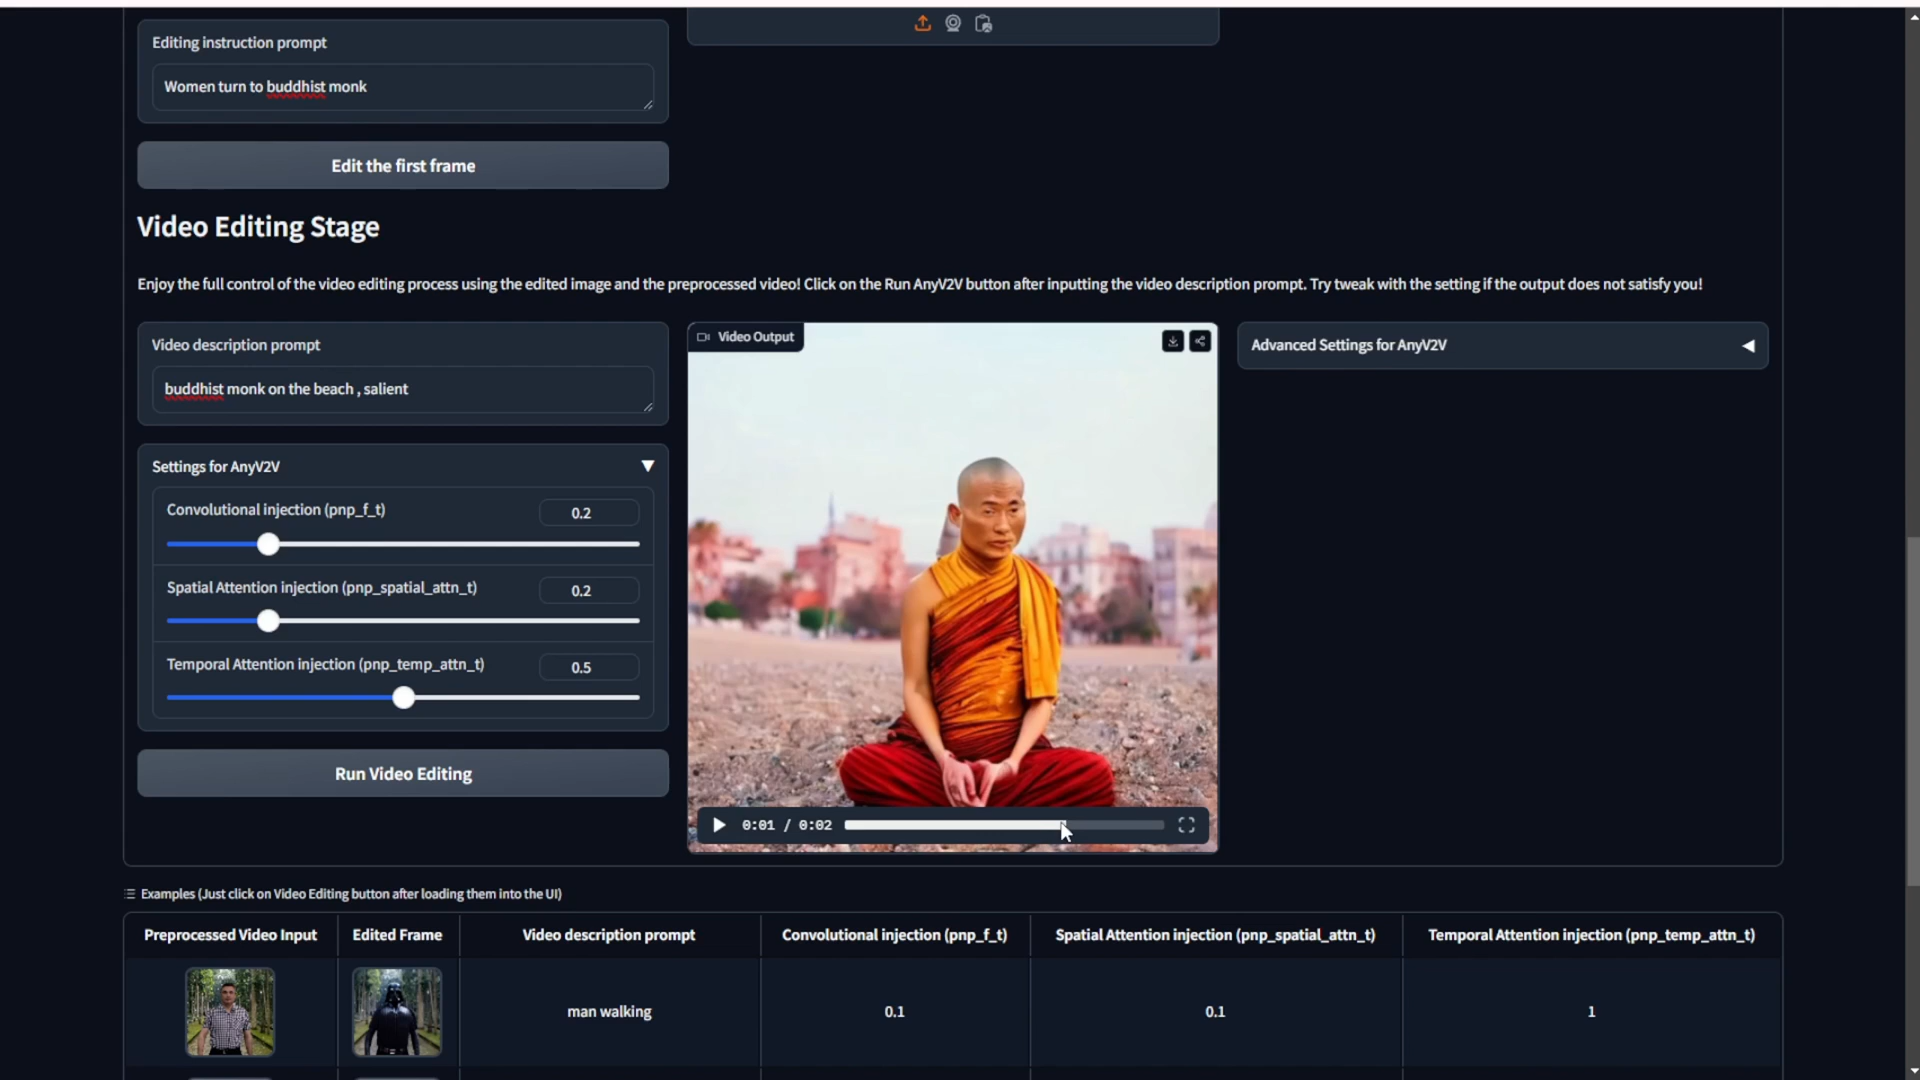 Editing instruction prompt
Women turn to buddhist monk
Edit the first frame
Video Editing Stage
Enjoy the full control of the video editing process using the edited image and the preprocessed video! Click on the Run AnyV2V button after inputting the video description prompt. Try tweak with the setting if the output does not satisfy you!
Video description prompt
buddhist monk on the beach , salient
Settings for AnyV2V
Convolutional injection (pnp_f_t)
0.2
Spatial Attention injection (pnp_spatial_attn_t)
0.2
Temporal Attention injection (pnp_temp_attn_t)
0.5
Run Video Editing
Video Output
0:01 / 0:02
Advanced Settings for AnyV2V
Examples (Just click on Video Editing button after loading them into the UI)
Preprocessed Video Input Edited Frame Video description prompt Convolutional injection (pnp_f_t) Spatial Attention injection (pnp_spatial_attn_t) Temporal Attention injection (pnp_temp_attn_t)
man walking 0.1 0.1 1